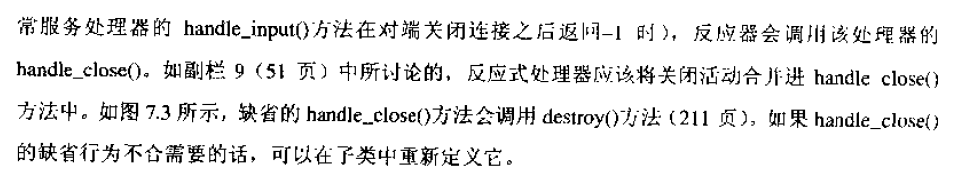 常服务处理器的 handle_input()方法在对端关闭连接之后返回–1 时），反应器会调用该处理器的
handle_close()。如副栏 9（51 页）中所讨论的，反应式处理器应该将关闭活动合并进 handle_close()
方法中。如图 7.3 所示，缺省的 handle_close()方法会调用 destroy()方法（211 页）。如果 handle_close()
的缺省行为不合需要的话，可以在子类中重新定义它。